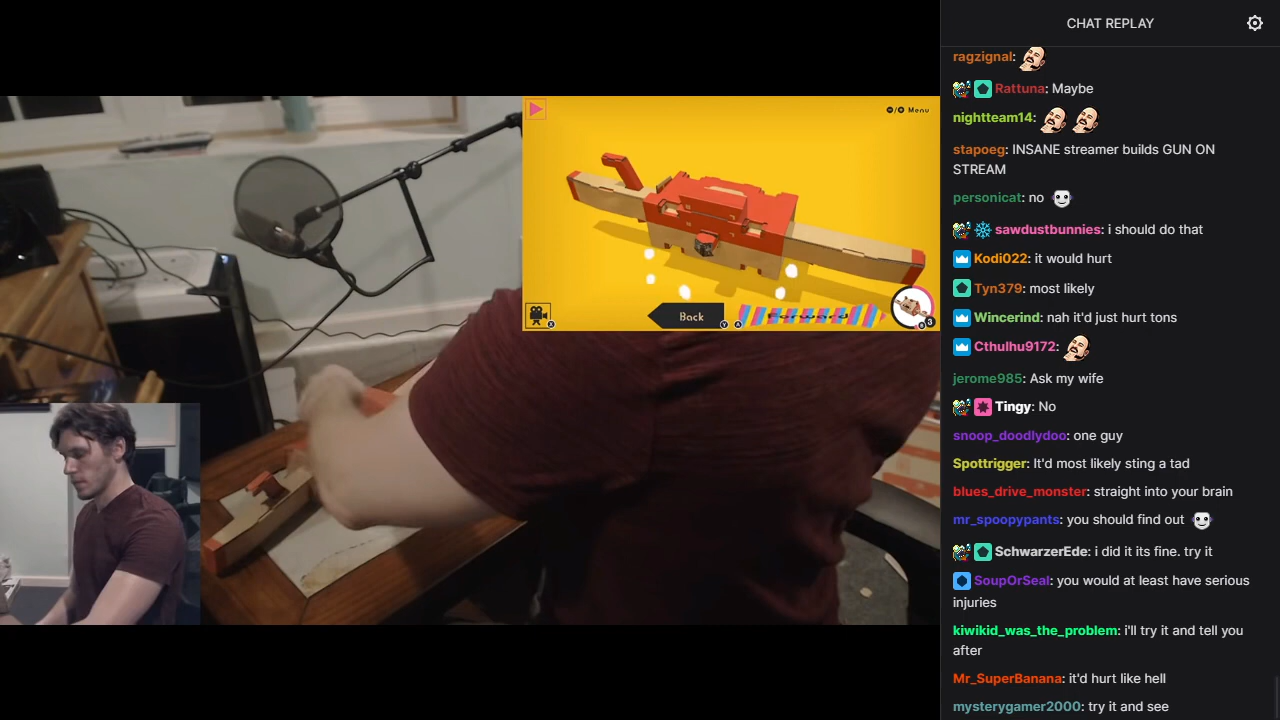 CHAT REPLAY
ragzignal:
Rattuna: Maybe
nightteam14:
stapoeg: INSANE streamer builds GUN ON
STREAM
personicat: no
sawdustbunnies: i should do that
Kodi022: it would hurt
Tyn379: most likely
Wincerind: nah it'd just hurt tons
Cthulhu9172:
jerome985: Ask my wife
Tingy: No
snoop_doodlydoo: one guy
Spottrigger: It'd most likely sting a tad
blues_drive_monster: straight into your brain
mr_spoopypants: you should find out
SchwarzerEde: i did it its fine. try it
SoupOrSeal: you would at least have serious
injuries
kiwikid_was_the_problem: i'll try it and tell you
after
Mr_SuperBanana: it'd hurt like hell
mysterygamer2000: try it and see
Menu
Back